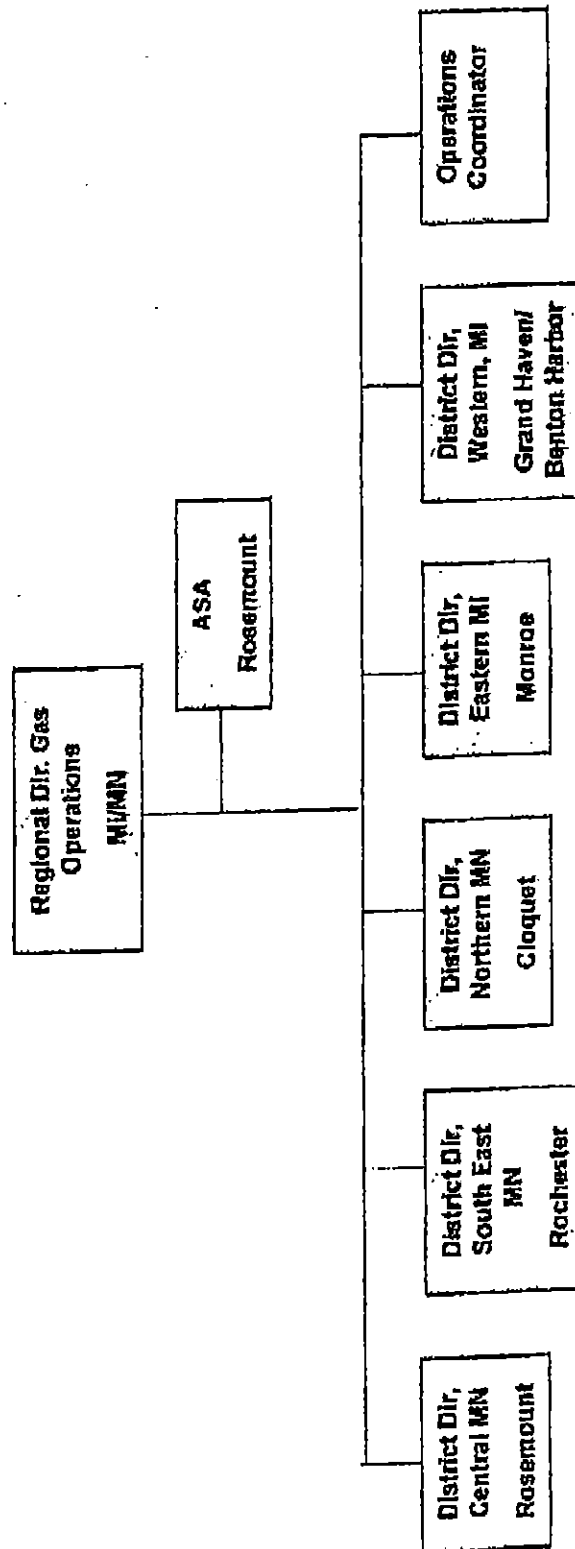 Regional Dir. Gas
Operations
MI/MN
ASA
Rosemount
District Dir,
Central MN
Rosemount
District Dir,
South East
MN
Rochester
District Dir,
Northern MN
Cloquet
District Dir,
Eastern MI
Monroe
District Dir,
Western, MI
Grand Haven/
Benton Harbor
Operations
Coordinator